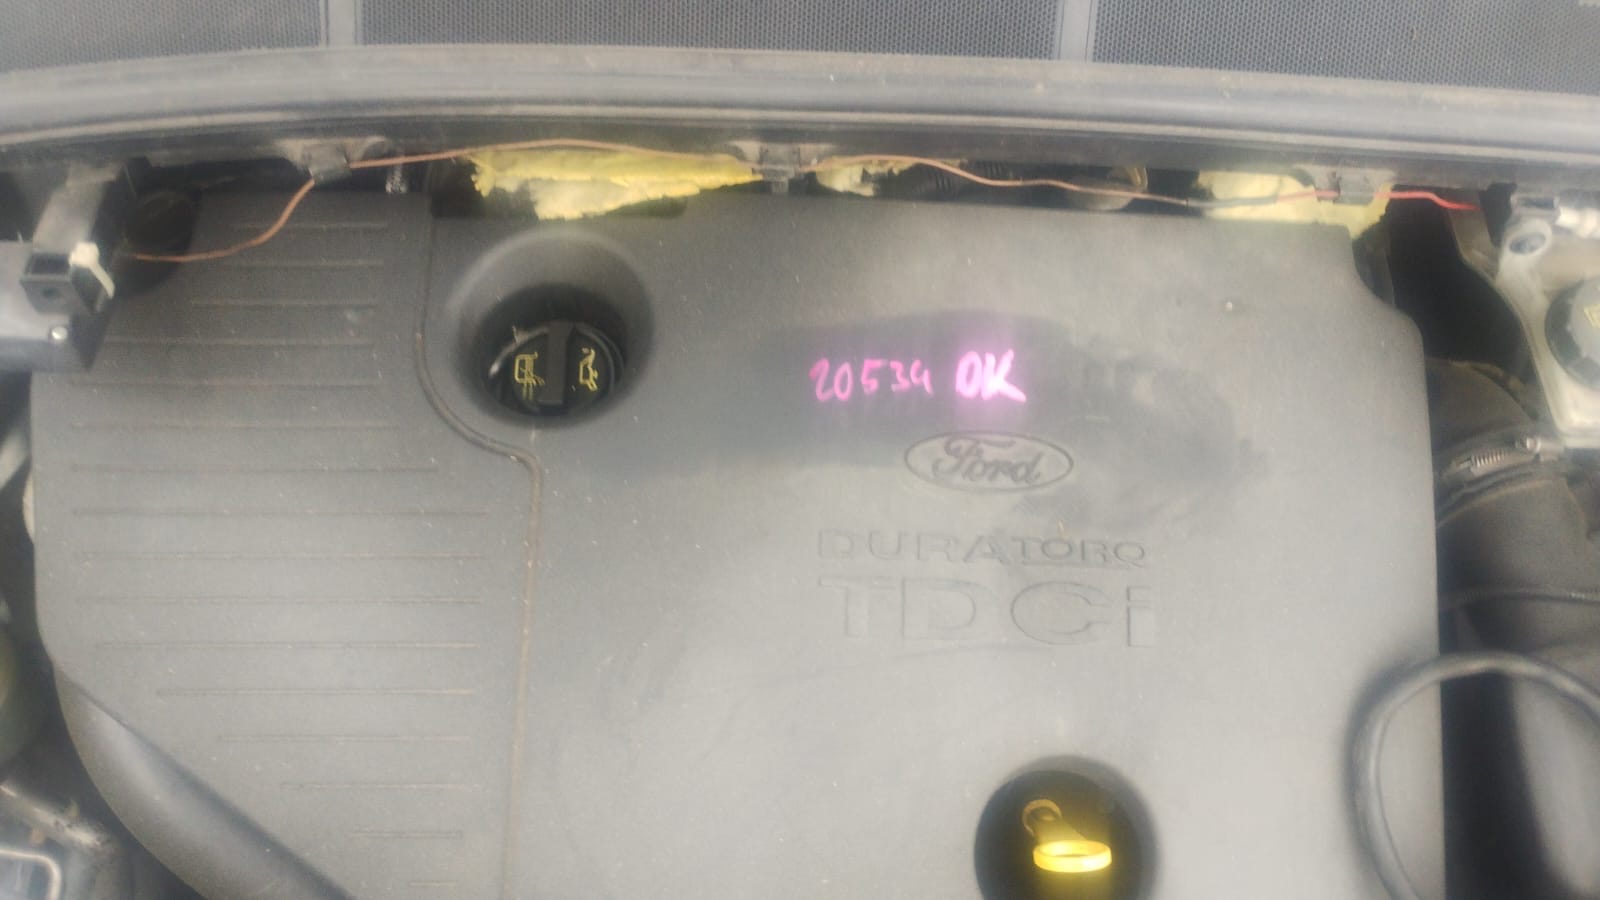 20534 OK
Ford
DURATORQ
TDCi